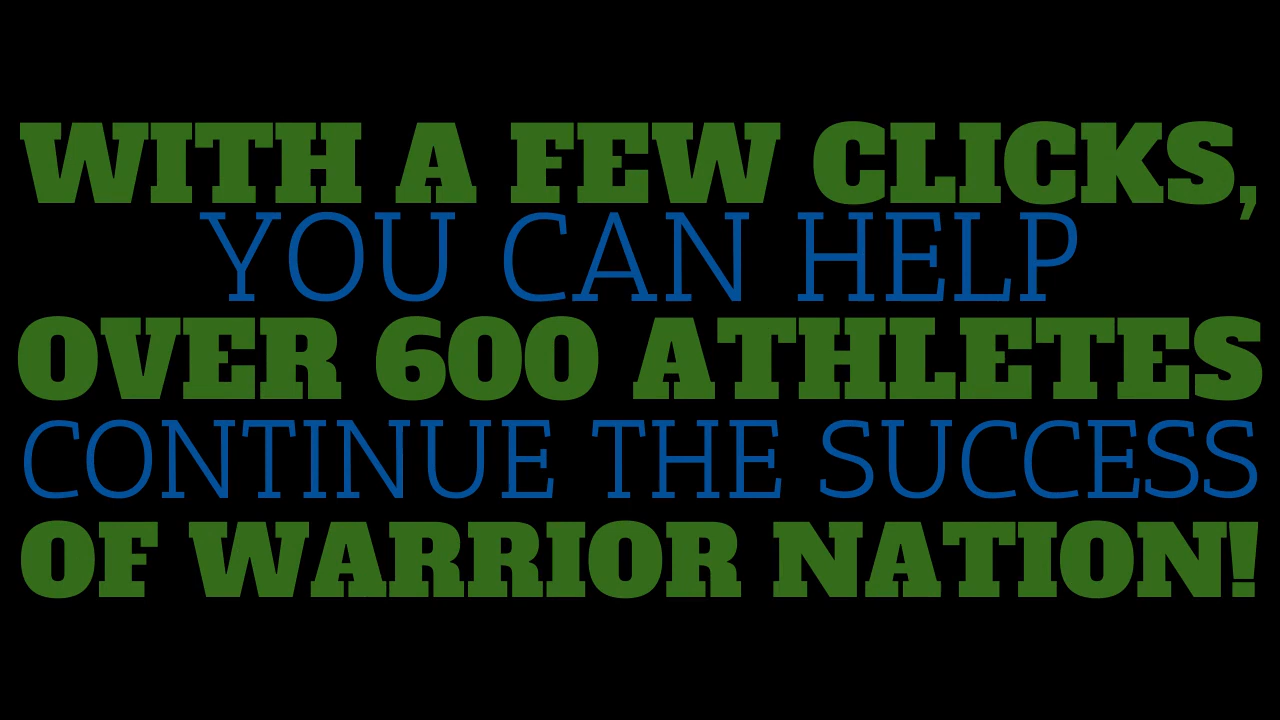 WITH A FEW CLICKS,
YOU CAN HELP
OVER 600 ATHLETES
CONTINUE THE SUCCESS
OF WARRIOR NATION!